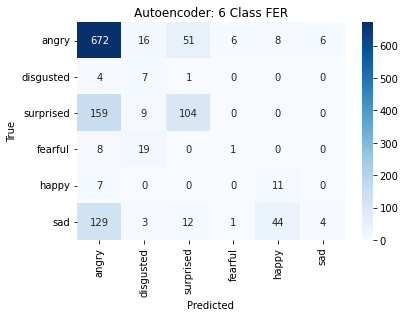 Autoencoder: 6 Class FER
True
angry 672 16 51 6 8 6
disgusted 4 7 1 0 0 0
surprised 159 9 104 0 0 0
fearful 8 19 0 1 0 0
happy 7 0 0 0 11 0
sad 129 3 12 1 44 4
angry disgusted surprised fearful happy sad
Predicted
600
500
400
300
200
100
0